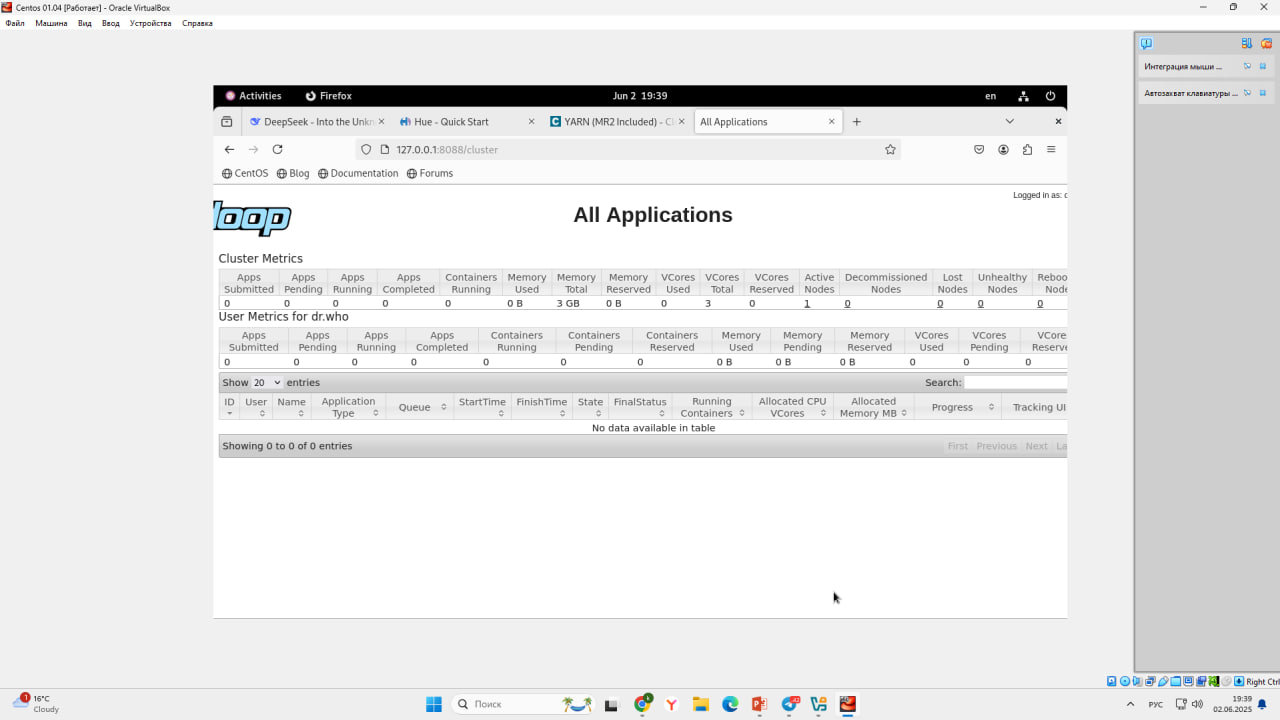 Centos 01.04 [Работает] - Oracle VirtualBox
Файл Машина Вид Ввод Устройства Справка
Интеграция мыши ...
Автозахват клавиатуры ...
Activities Firefox Jun 2 19:39 en
DeepSeek - Into the Unkn Hue - Quick Start YARN (MR2 Included) - Cl All Applications
127.0.0.1:8088/cluster
CentOS Blog Documentation Forums
Logged in as:
loop
All Applications
Cluster Metrics
Apps Submitted Apps Pending Apps Running Apps Completed Containers Running Memory Used Memory Total Memory Reserved VCores Used VCores Total VCores Reserved Active Nodes Decommissioned Nodes Lost Nodes Unhealthy Nodes Reboo Node
0 0 0 0 0 0 B 3 GB 0 B 0 3 0 1 0 0 0 0
User Metrics for dr.who
Apps Submitted Apps Pending Apps Running Apps Completed Containers Running Containers Pending Containers Reserved Memory Used Memory Pending Memory Reserved VCores Used VCores Pending VCores Reserve
0 0 0 0 0 0 0 0 B 0 B 0 B 0 0 0
Show 20 entries Search:
ID User Name Application Type Queue StartTime FinishTime State FinalStatus Running Containers Allocated CPU VCores Allocated Memory MB Progress Tracking UI
No data available in table
Showing 0 to 0 of 0 entries First Previous Next La
Right Ctrl
1 16°C
Cloudy
Поиск
РУС
19:39
02.06.2025